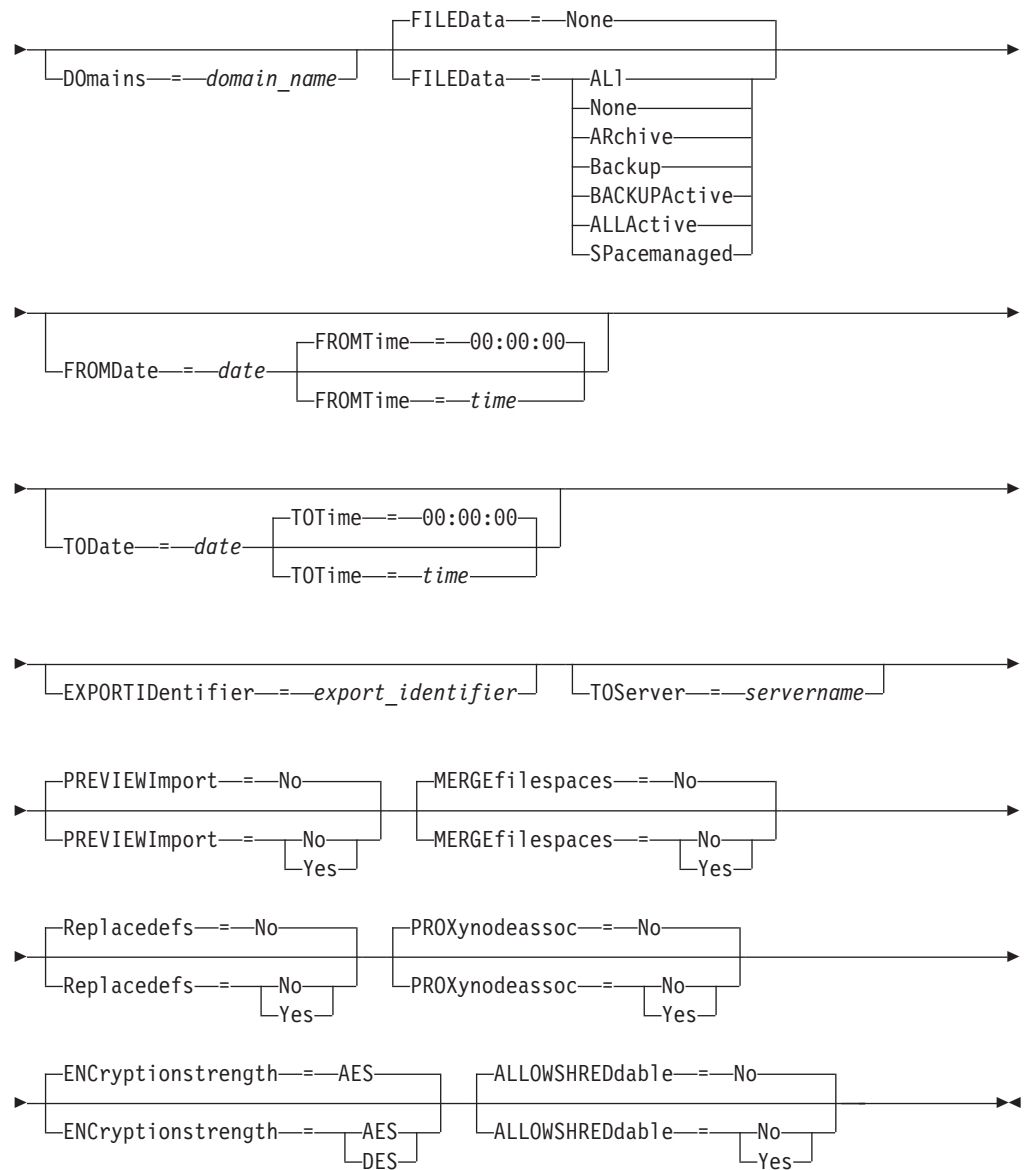 FILEData = None
DOmains = domain_name FILEData = ALl
None
ARchive
Backup
BACKUPActive
ALLActive
SPacemanaged
FROMTime = 00:00:00
FROMDate = date
FROMTime = time
TOTime = 00:00:00
TODate = date
TOTime = time
EXPORTIDentifier = export_identifier TOServer = servername
PREVIEWImport = No MERGEfilespaces = No
PREVIEWImport = No MERGEfilespaces = No
Yes Yes
Replacedefs = No PROXynodeassoc = No
Replacedefs = No PROXynodeassoc = No
Yes Yes
ENCryptionstrength = AES ALLOWSHREDdable = No
ENCryptionstrength = AES ALLOWSHREDdable = No
DES Yes